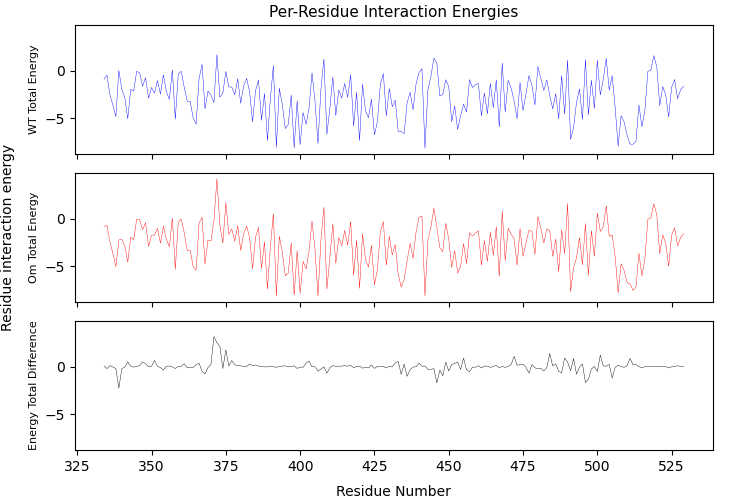 Per-Residue Interaction Energies
Residue interaction energy
WT Total Energy
0
−5
Om Total Energy
0
−5
Energy Total Difference
0
−5
325 350 375 400 425 450 475 500 525
Residue Number